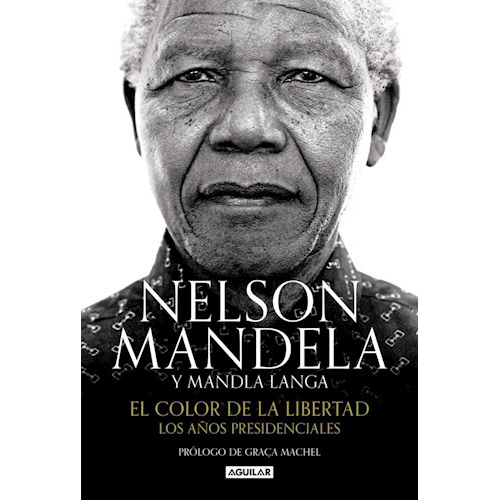 NELSON
MANDELA
Y MANDLA LANGA
EL COLOR DE LA LIBERTAD
LOS AÑOS PRESIDENCIALES
PRÓLOGO DE GRAÇA MACHEL
AGUILAR